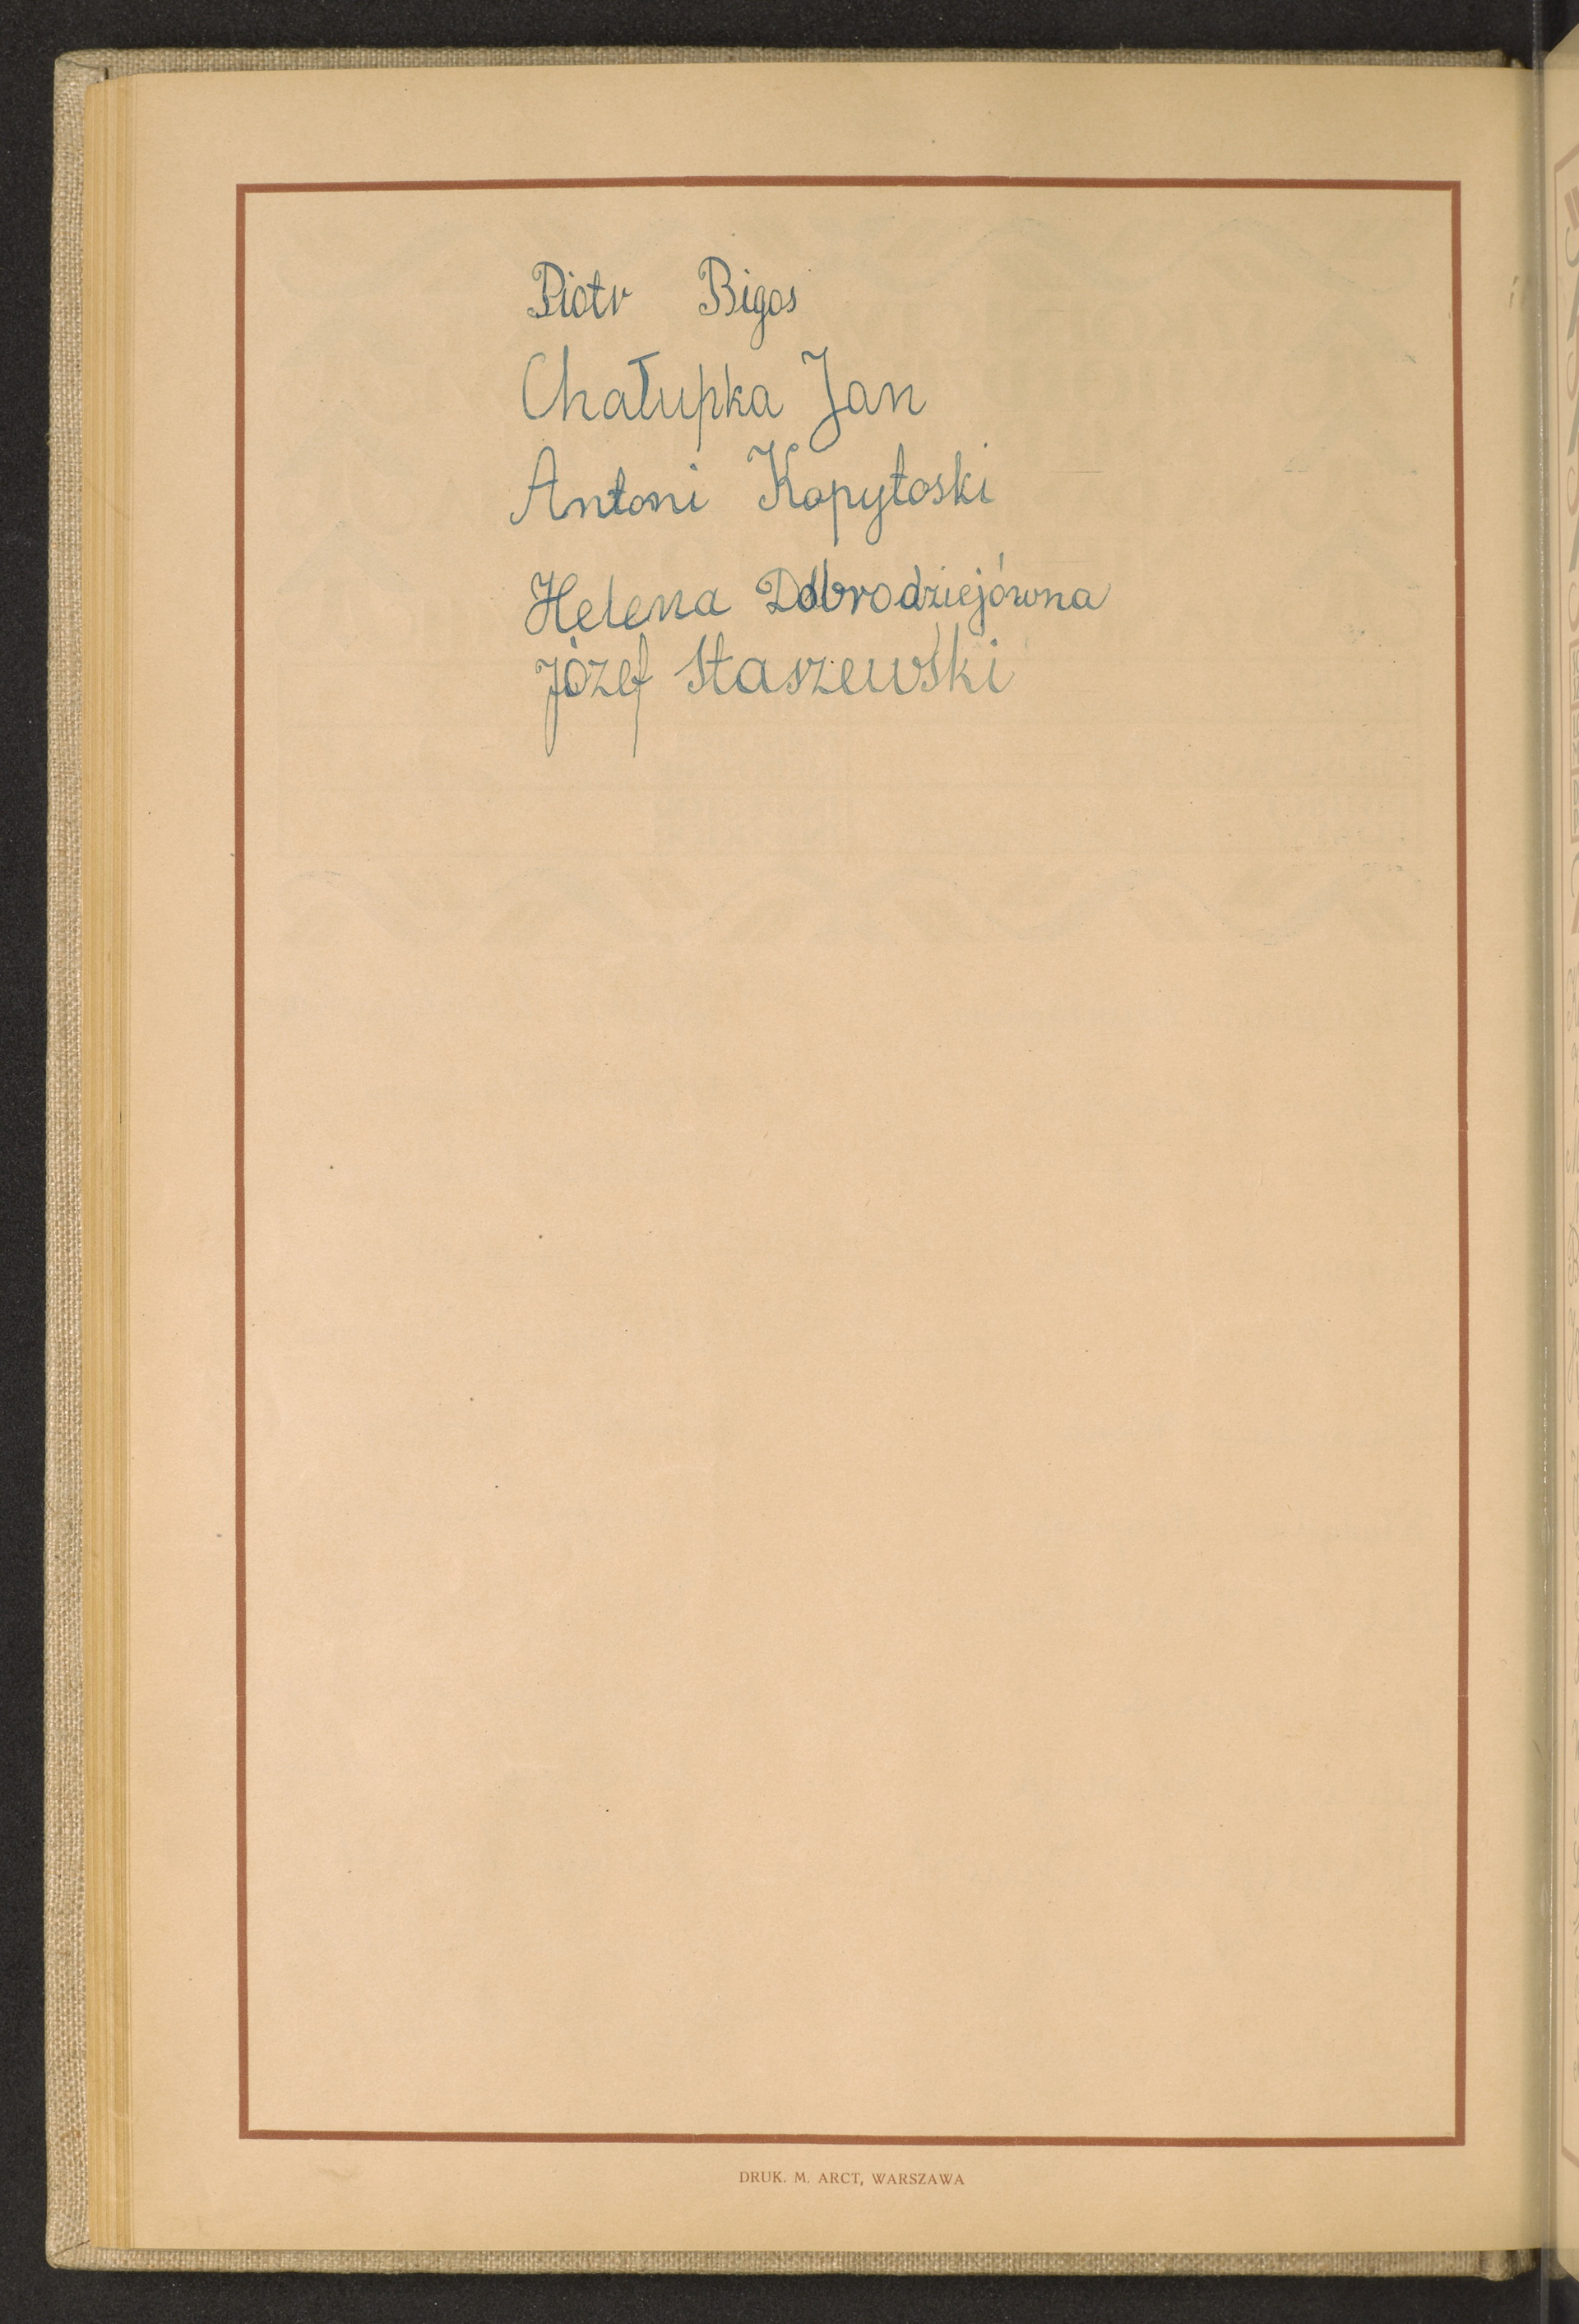 Piotr Bigos
Chałupka Jan
Antoni Kopytoski
Helena Dobrodziejówna
Józef Staszewski
DRUK. M. ARCT, WARSZAWA